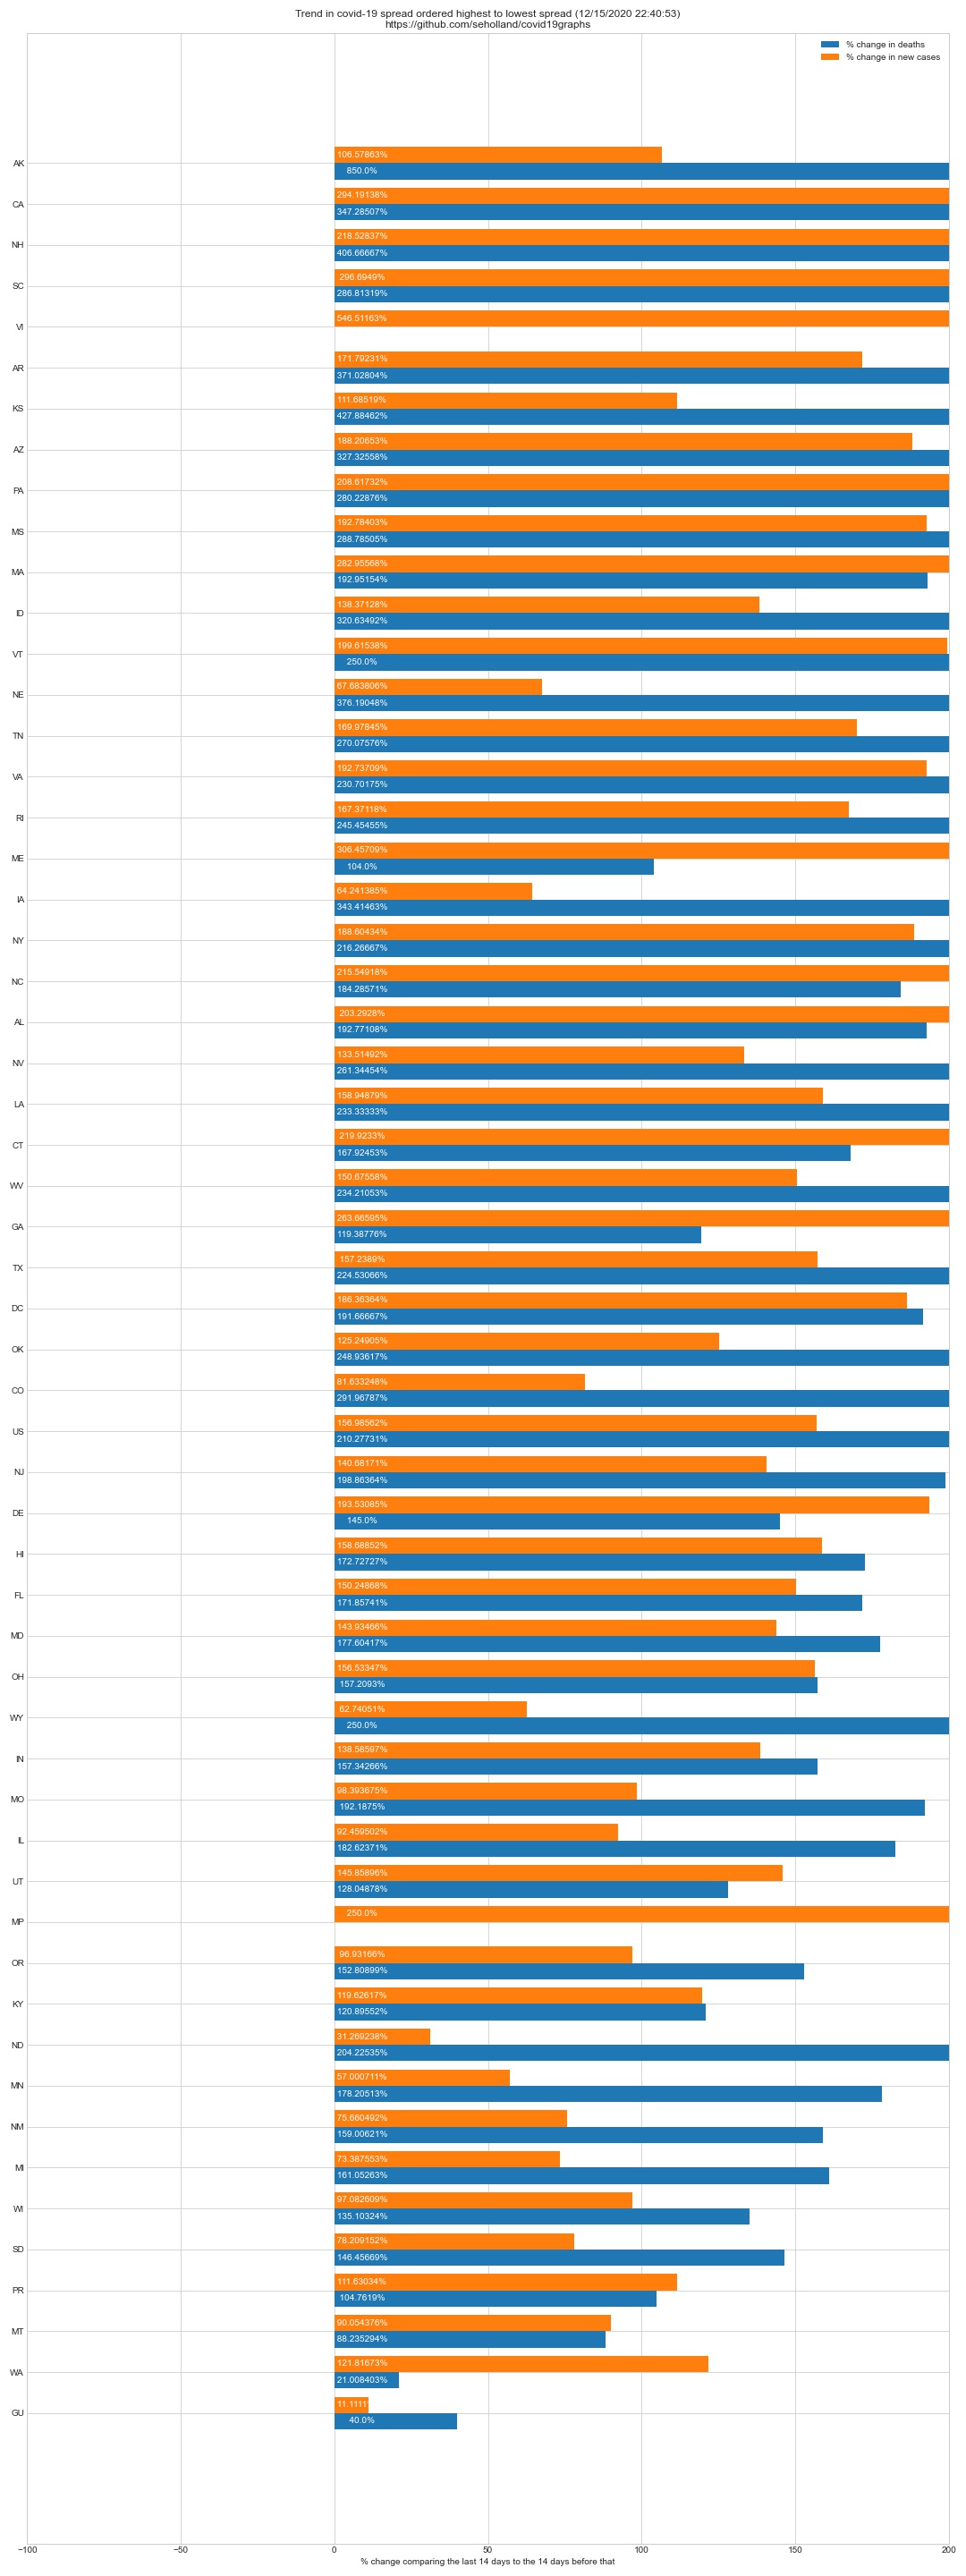 Trend in covid-19 spread ordered highest to lowest spread (12/15/2020 22:40:53)
https://github.com/seholland/covid19graphs
% change in deaths
% change in new cases
106.57863%
AK
850.0%
294.19138%
CA
347.28507%
218.52837%
NH
406.66667%
296.6949%
SC
286.81319%
546.51163%
VI
171.79231%
AR
371.02804%
111.68519%
KS
427.88462%
188.20653%
AZ
327.32558%
208.61732%
PA
280.22876%
192.78403%
MS
288.78505%
282.95568%
MA
192.95154%
138.37128%
ID
320.63492%
199.61538%
VT
250.0%
67.683806%
NE
376.19048%
169.97845%
TN
270.07576%
192.73709%
VA
230.70175%
167.37118%
RI
245.45455%
306.45709%
ME
104.0%
64.241385%
IA
343.41463%
188.60434%
NY
216.26667%
215.54918%
NC
184.28571%
203.2928%
AL
192.77108%
133.51492%
NV
261.34454%
158.94879%
LA
233.33333%
219.9233%
CT
167.92453%
150.67558%
WV
234.21053%
263.66595%
GA
119.38776%
157.2389%
TX
224.53066%
186.36364%
DC
191.66667%
125.24905%
OK
248.93617%
81.633248%
CO
291.96787%
156.98562%
US
210.27731%
140.68171%
NJ
198.86364%
193.53085%
DE
145.0%
158.68852%
HI
172.72727%
150.24868%
FL
171.85741%
143.93466%
MD
177.60417%
156.53347%
OH
157.2093%
62.74051%
WY
250.0%
138.58597%
IN
157.34266%
98.393675%
MO
192.1875%
92.459502%
IL
182.62371%
145.85896%
UT
128.04878%
250.0%
MP
96.93166%
OR
152.80899%
119.62617%
KY
120.89552%
31.269238%
ND
204.22535%
57.000711%
MN
178.20513%
75.660492%
NM
159.00621%
73.387553%
MI
161.05263%
97.082609%
WI
135.10324%
78.209152%
SD
146.45669%
111.63034%
PR
104.7619%
90.054376%
MT
88.235294%
121.81673%
WA
21.008403%
GU
40.0%
−100 −50 0 50 100 150 200
% change comparing the last 14 days to the 14 days before that